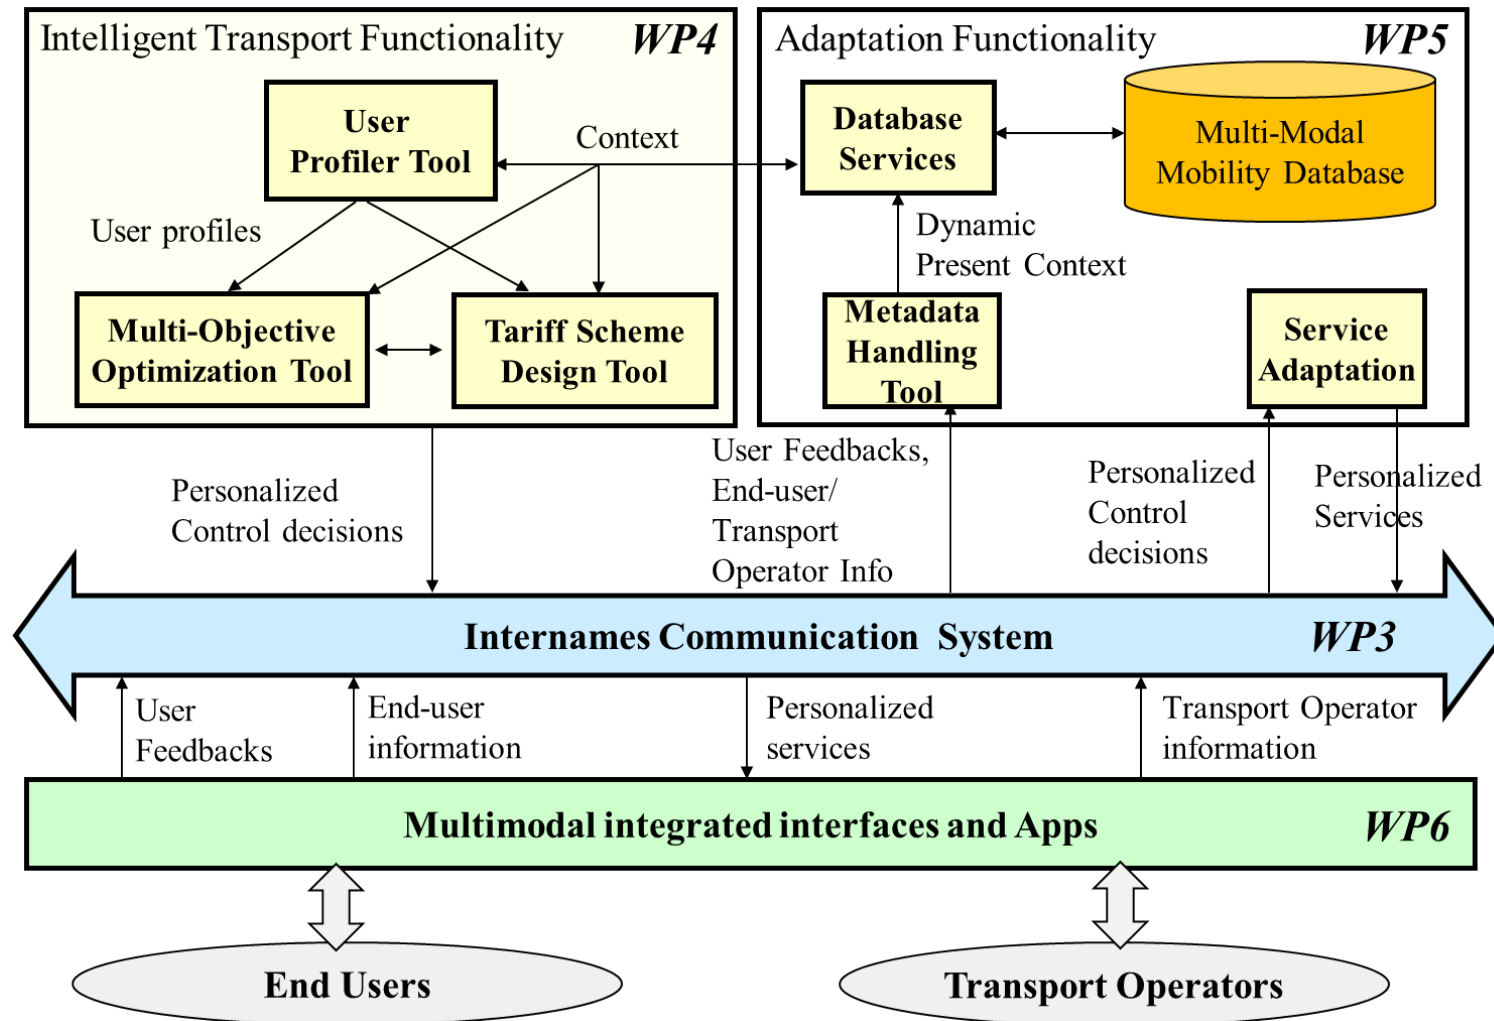 Intelligent Transport Functionality WP4
User
Profiler Tool
Context
User profiles
Multi-Objective
Optimization Tool
Tariff Scheme
Design Tool
Adaptation Functionality WP5
Database
Services
Multi-Modal
Mobility Database
Dynamic
Present Context
Metadata
Handling
Tool
Service
Adaptation
Personalized
Control decisions
User Feedbacks,
End-user/
Transport
Operator Info
Personalized
Control
decisions
Personalized
Services
Internames Communication System WP3
User
Feedbacks
End-user
information
Personalized
services
Transport Operator
information
Multimodal integrated interfaces and Apps WP6
End Users
Transport Operators